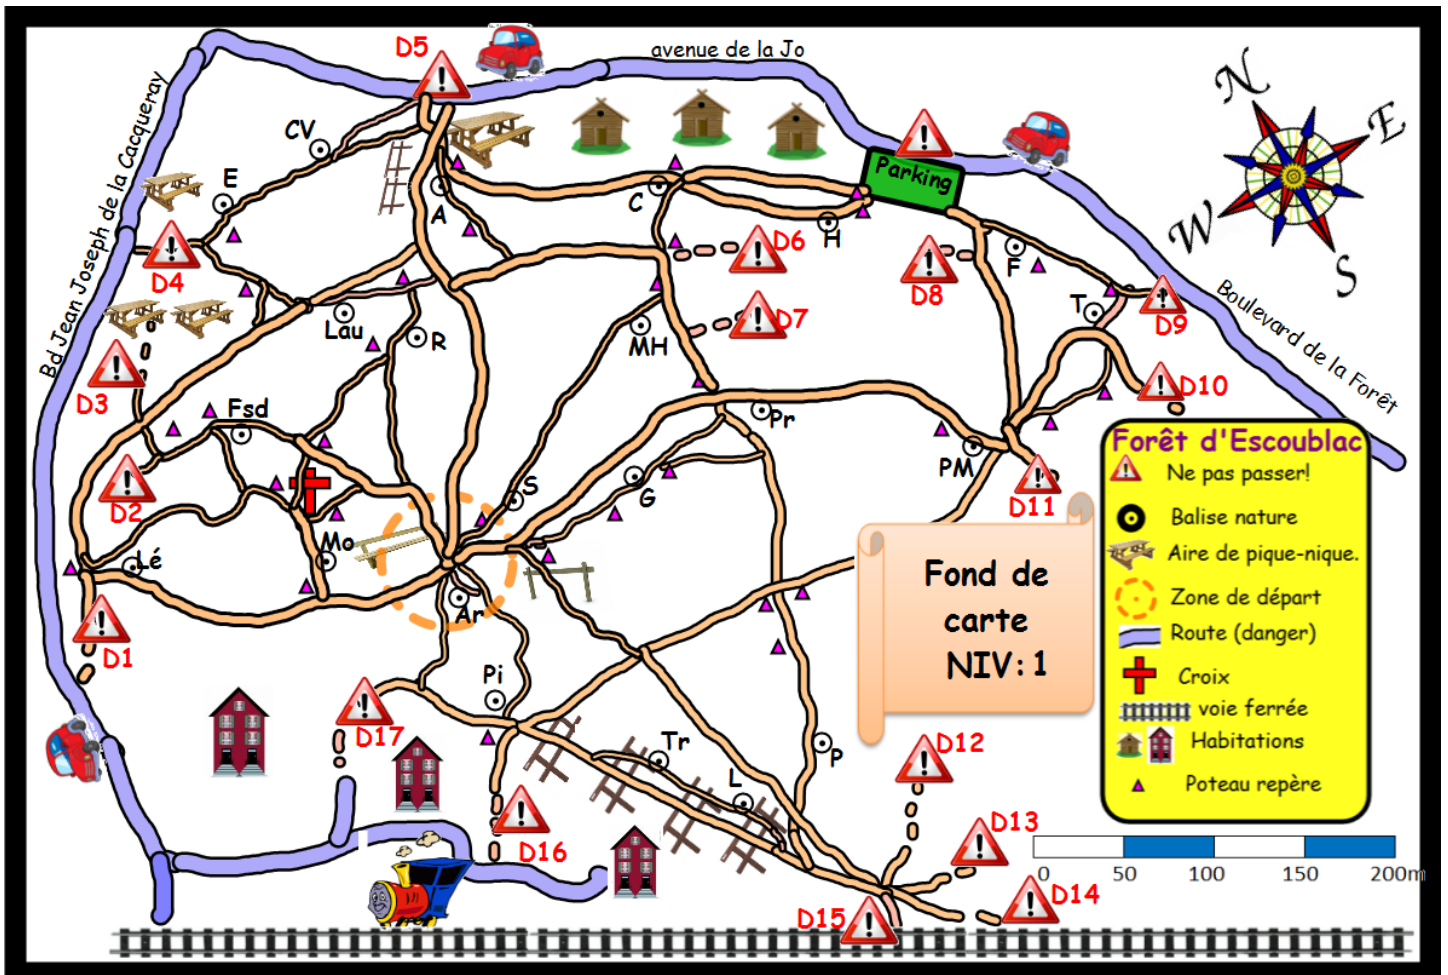 D5
avenue de la Jo
Bd Jean Joseph de la Cacqueray
CV
E
A
C
H
Parking
N
E
W
S
D4
D6
D8
F
D7
T
D9
Boulevard de la Forêt
Lau
R
MH
D3
D10
Fsd
Pr
PM
D2
S
G
D11
Mo
Lé
Ar
D1
Pi
D17
Tr
L
P
D12
D13
D16
D14
D15
Fond de
carte
NIV: 1
Forêt d'Escoublac
Ne pas passer!
Balise nature
Aire de pique-nique.
Zone de départ
Route (danger)
Croix
voie ferrée
Habitations
Poteau repère
0 50 100 150 200m